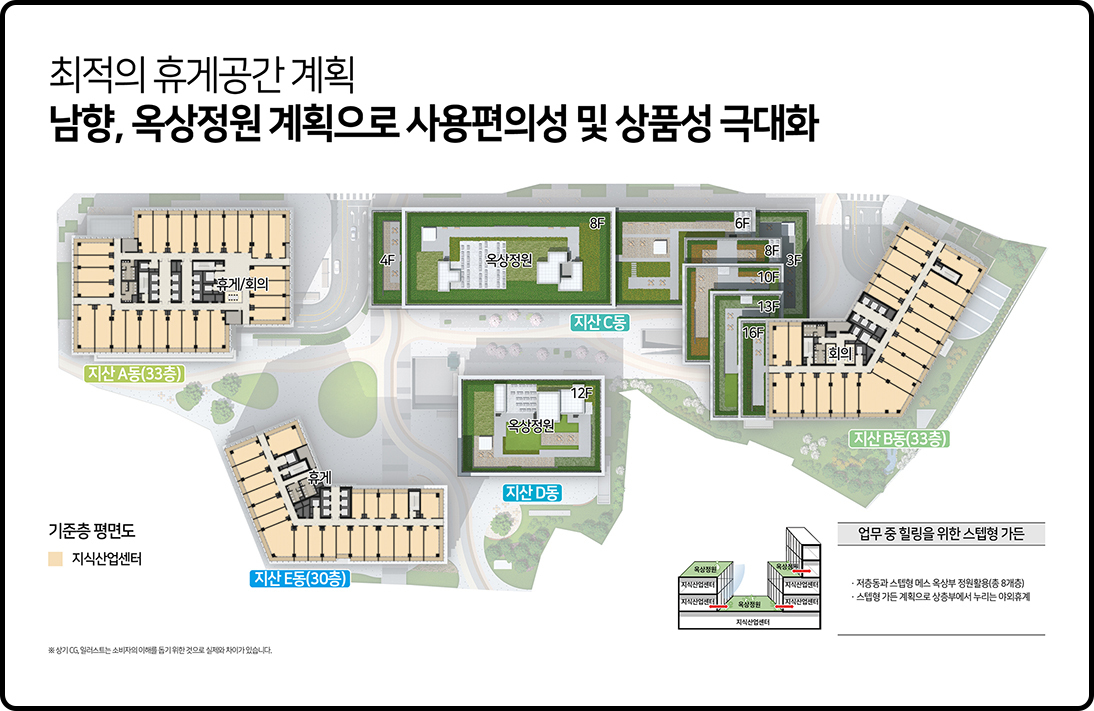 최적의 휴게공간 계획
남향, 옥상정원 계획으로 사용편의성 및 상품성 극대화
8F
6F
4F
옥상정원
8F
3F
휴게/회의
10F
13F
지산 C동
16F
회의
지산 A동(33층)
12F
옥상정원
지산 B동(33층)
휴게
지산 D동
기준층 평면도
지식산업센터
지산 E동(30층)
업무 중 힐링을 위한 스텝형 가든
옥상정원
옥상정원
지식산업센터
지식산업센터
지식산업센터
지식산업센터
옥상정원
지식산업센터
· 저층동과 스텝형 메스 옥상부 정원활용(총 8개층)
· 스텝형 가든 계획으로 상층부에서 누리는 야외휴게
※ 상기 CG, 일러스트는 소비자의 이해를 돕기 위한 것으로 실제와 차이가 있습니다.